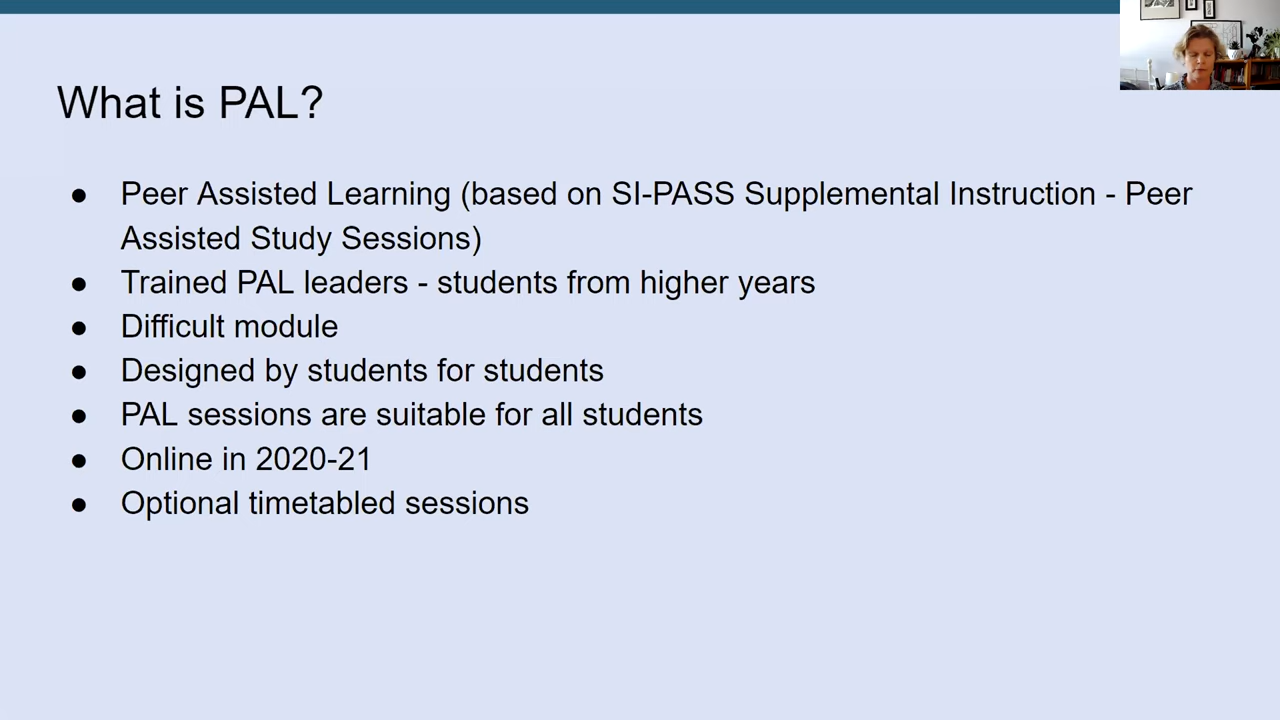 What is PAL?
● Peer Assisted Learning (based on SI-PASS Supplemental Instruction - Peer
Assisted Study Sessions)
● Trained PAL leaders - students from higher years
● Difficult module
● Designed by students for students
● PAL sessions are suitable for all students
● Online in 2020-21
● Optional timetabled sessions